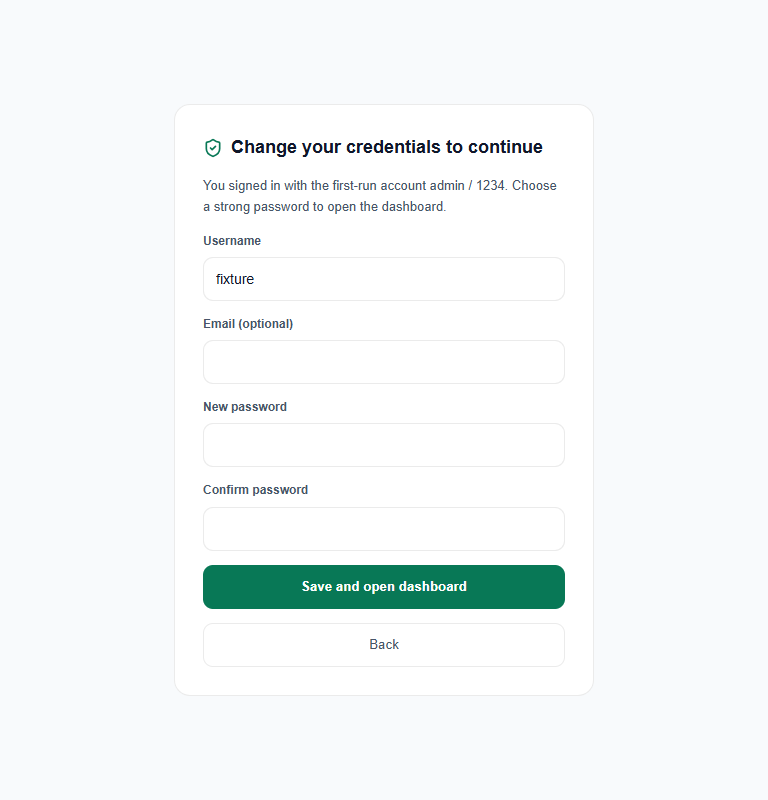 Change your credentials to continue
You signed in with the first-run account admin / 1234. Choose
a strong password to open the dashboard.
Username
fixture
Email (optional)
New password
Confirm password
Save and open dashboard
Back